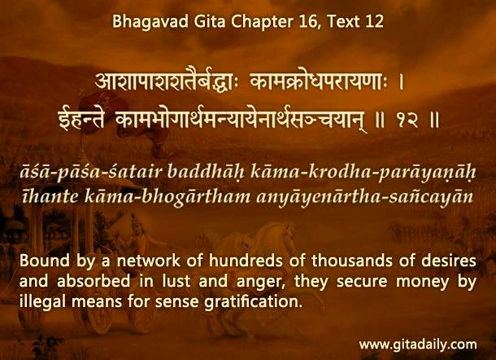 Bhagavad Gita Chapter 16, Text 12
आशापाशशतैर्बद्धाः कामक्रोधपरायणाः ।
ईहन्ते कामभोगार्थमन्यायेनार्थसञ्चयान् ॥ १२ ॥
āśā-pāśa-śatair baddhāḥ kāma-krodha-parāyaṇāḥ
īhante kāma-bhogārtham anyāyenārtha-sañcayān
Bound by a network of hundreds of thousands of desires
and absorbed in lust and anger, they secure money by
illegal means for sense gratification.
www.gitadaily.com